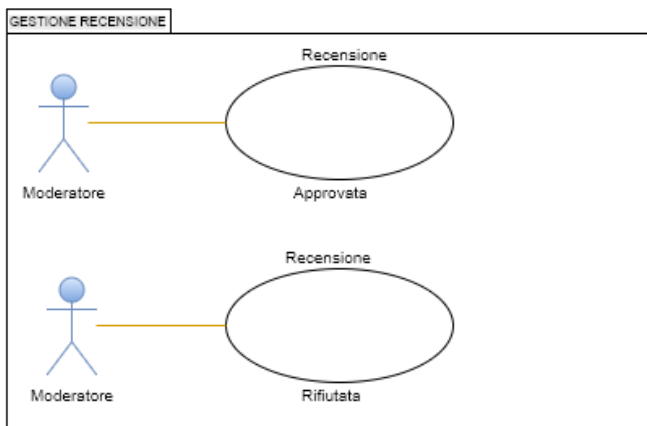 GESTIONE RECENSIONE
Recensione
Moderatore
Approvata
Recensione
Moderatore
Rifiutata